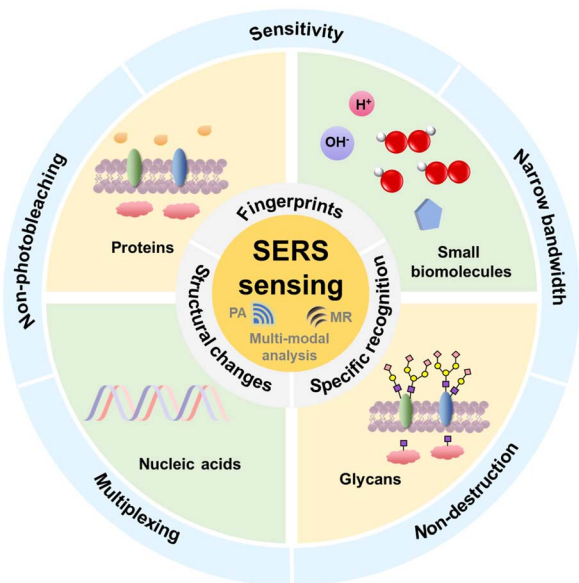 Sensitivity
Non-photobleaching
Narrow bandwidth
Multiplexing
Non-destruction
H+
OH-
Proteins
Small
biomolecules
Nucleic acids
Glycans
Fingerprints
Structural changes
Specific recognition
SERS
sensing
PA
MR
Multi-modal
analysis